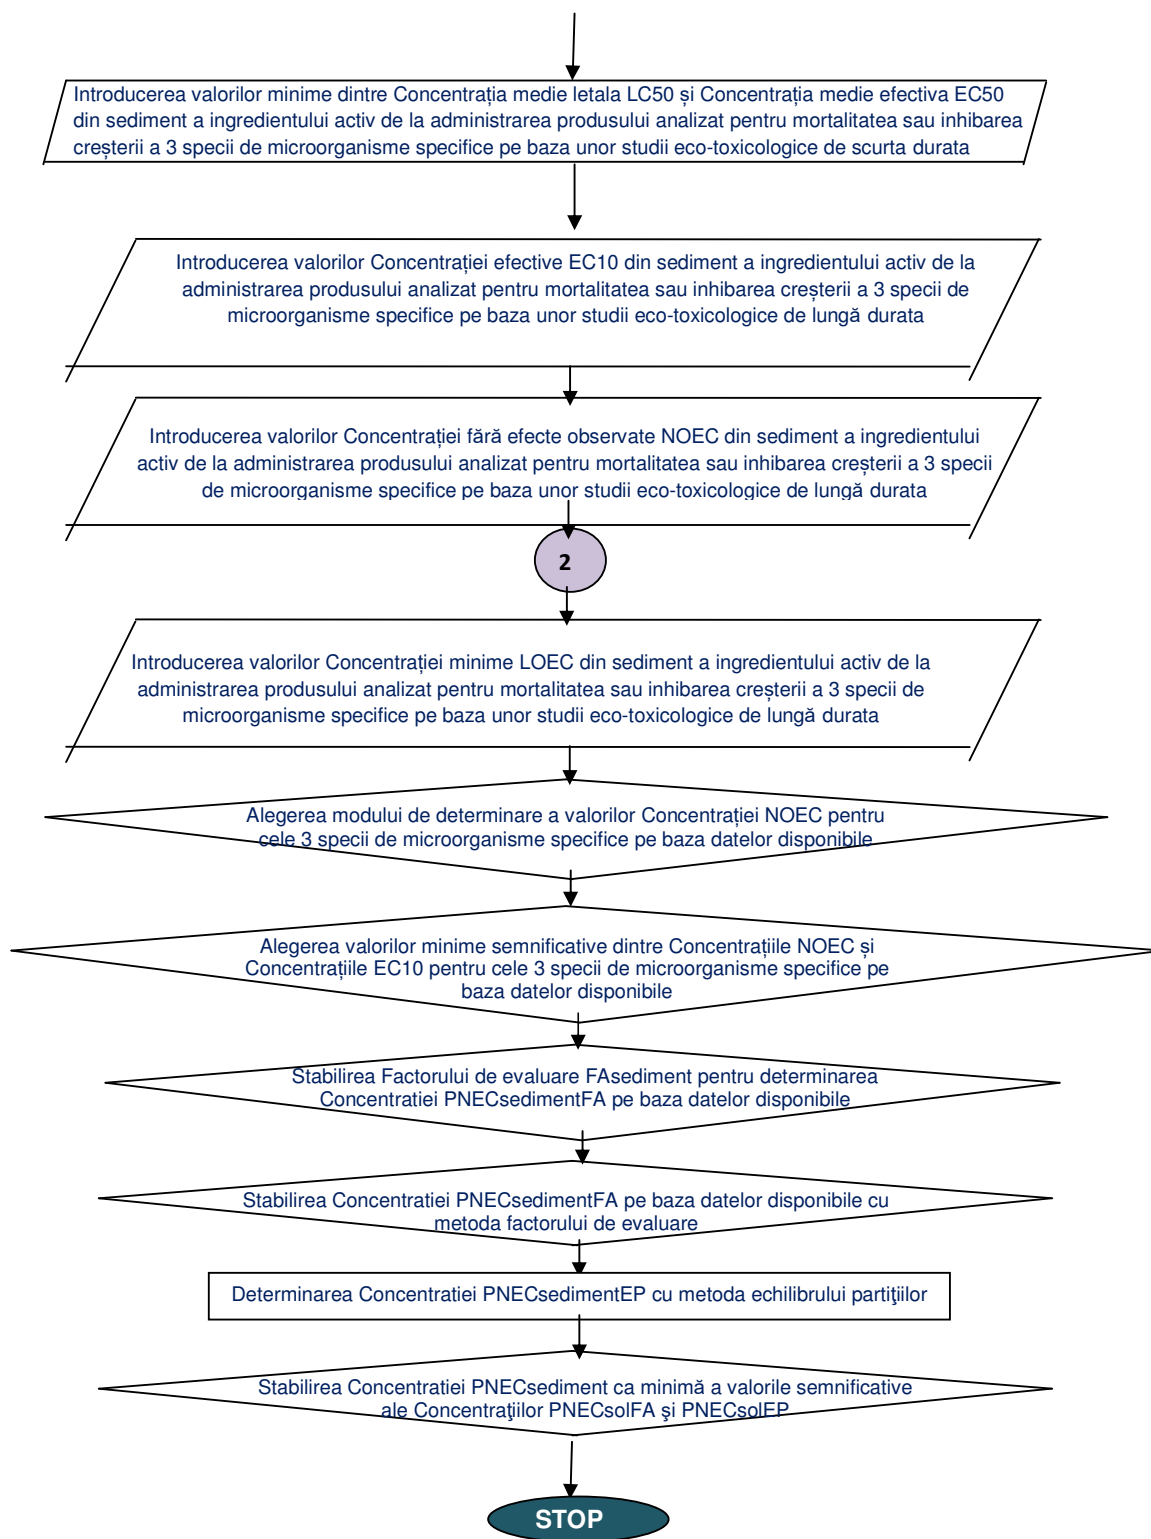 Introducerea valorilor minime dintre Concentrația medie letala LC50 și Concentrația medie efectiva EC50
din sediment a ingredientului activ de la administrarea produsului analizat pentru mortalitatea sau inhibarea
creșterii a 3 specii de microorganisme specifice pe baza unor studii eco-toxicologice de scurta durata
Introducerea valorilor Concentrației efective EC10 din sediment a ingredientului activ de la
administrarea produsului analizat pentru mortalitatea sau inhibarea creșterii a 3 specii de
microorganisme specifice pe baza unor studii eco-toxicologice de lungă durata
Introducerea valorilor Concentrației fără efecte observate NOEC din sediment a ingredientului
activ de la administrarea produsului analizat pentru mortalitatea sau inhibarea creșterii a 3 specii
de microorganisme specifice pe baza unor studii eco-toxicologice de lungă durata
2
Introducerea valorilor Concentrației minime LOEC din sediment a ingredientului activ de la
administrarea produsului analizat pentru mortalitatea sau inhibarea creșterii a 3 specii de
microorganisme specifice pe baza unor studii eco-toxicologice de lungă durata
Alegerea modului de determinare a valorilor Concentrației NOEC pentru
cele 3 specii de microorganisme specifice pe baza datelor disponibile
Alegerea valorilor minime semnificative dintre Concentrațiile NOEC și
Concentrațiile EC10 pentru cele 3 specii de microorganisme specifice pe
baza datelor disponibile
Stabilirea Factorului de evaluare FAsediment pentru determinarea
Concentratiei PNECsedimentFA pe baza datelor disponibile
Stabilirea Concentratiei PNECsedimentFA pe baza datelor disponibile cu
metoda factorului de evaluare
Determinarea Concentratiei PNECsedimentEP cu metoda echilibrului partiţiilor
Stabilirea Concentratiei PNECsediment ca minimă a valorile semnificative
ale Concentraţiilor PNECsolFA şi PNECsolEP
STOP